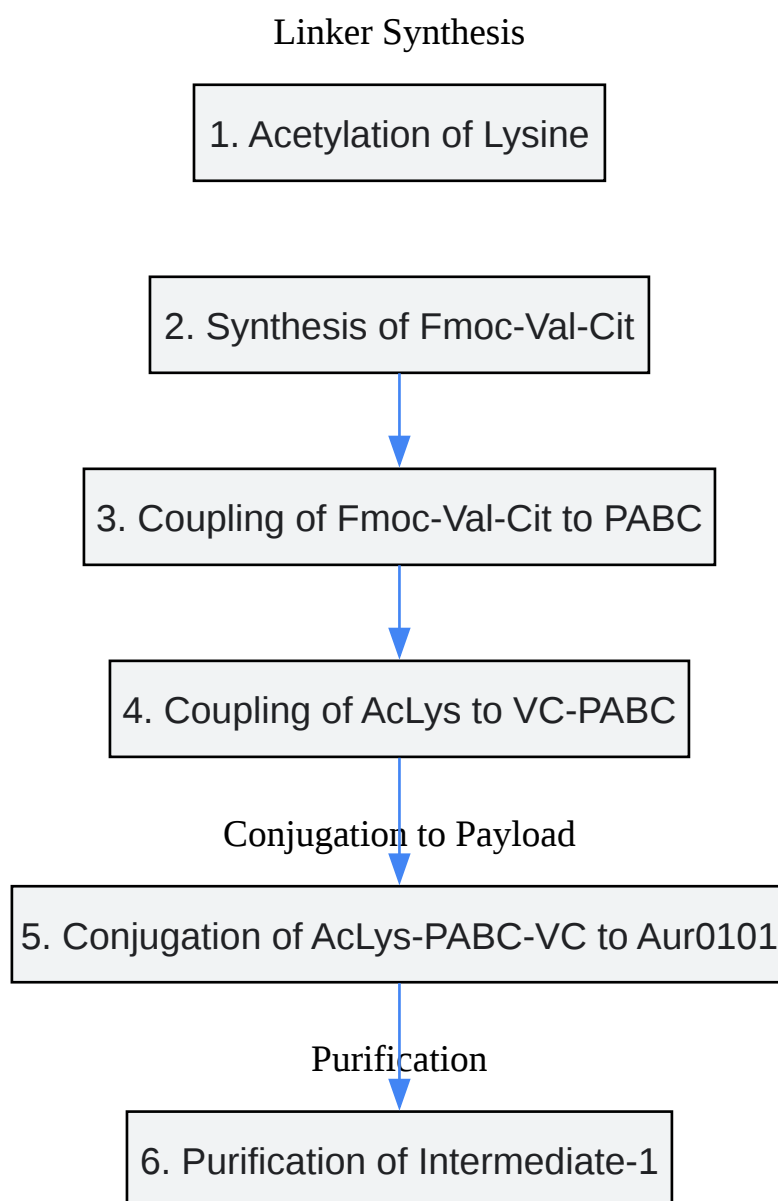 Linker Synthesis
1. Acetylation of Lysine
2. Synthesis of Fmoc-Val-Cit
3. Coupling of Fmoc-Val-Cit to PABC
4. Coupling of AcLys to VC-PABC
Conjugation to Payload
5. Conjugation of AcLys-PABC-VC to Aur0101
Purification
6. Purification of Intermediate-1